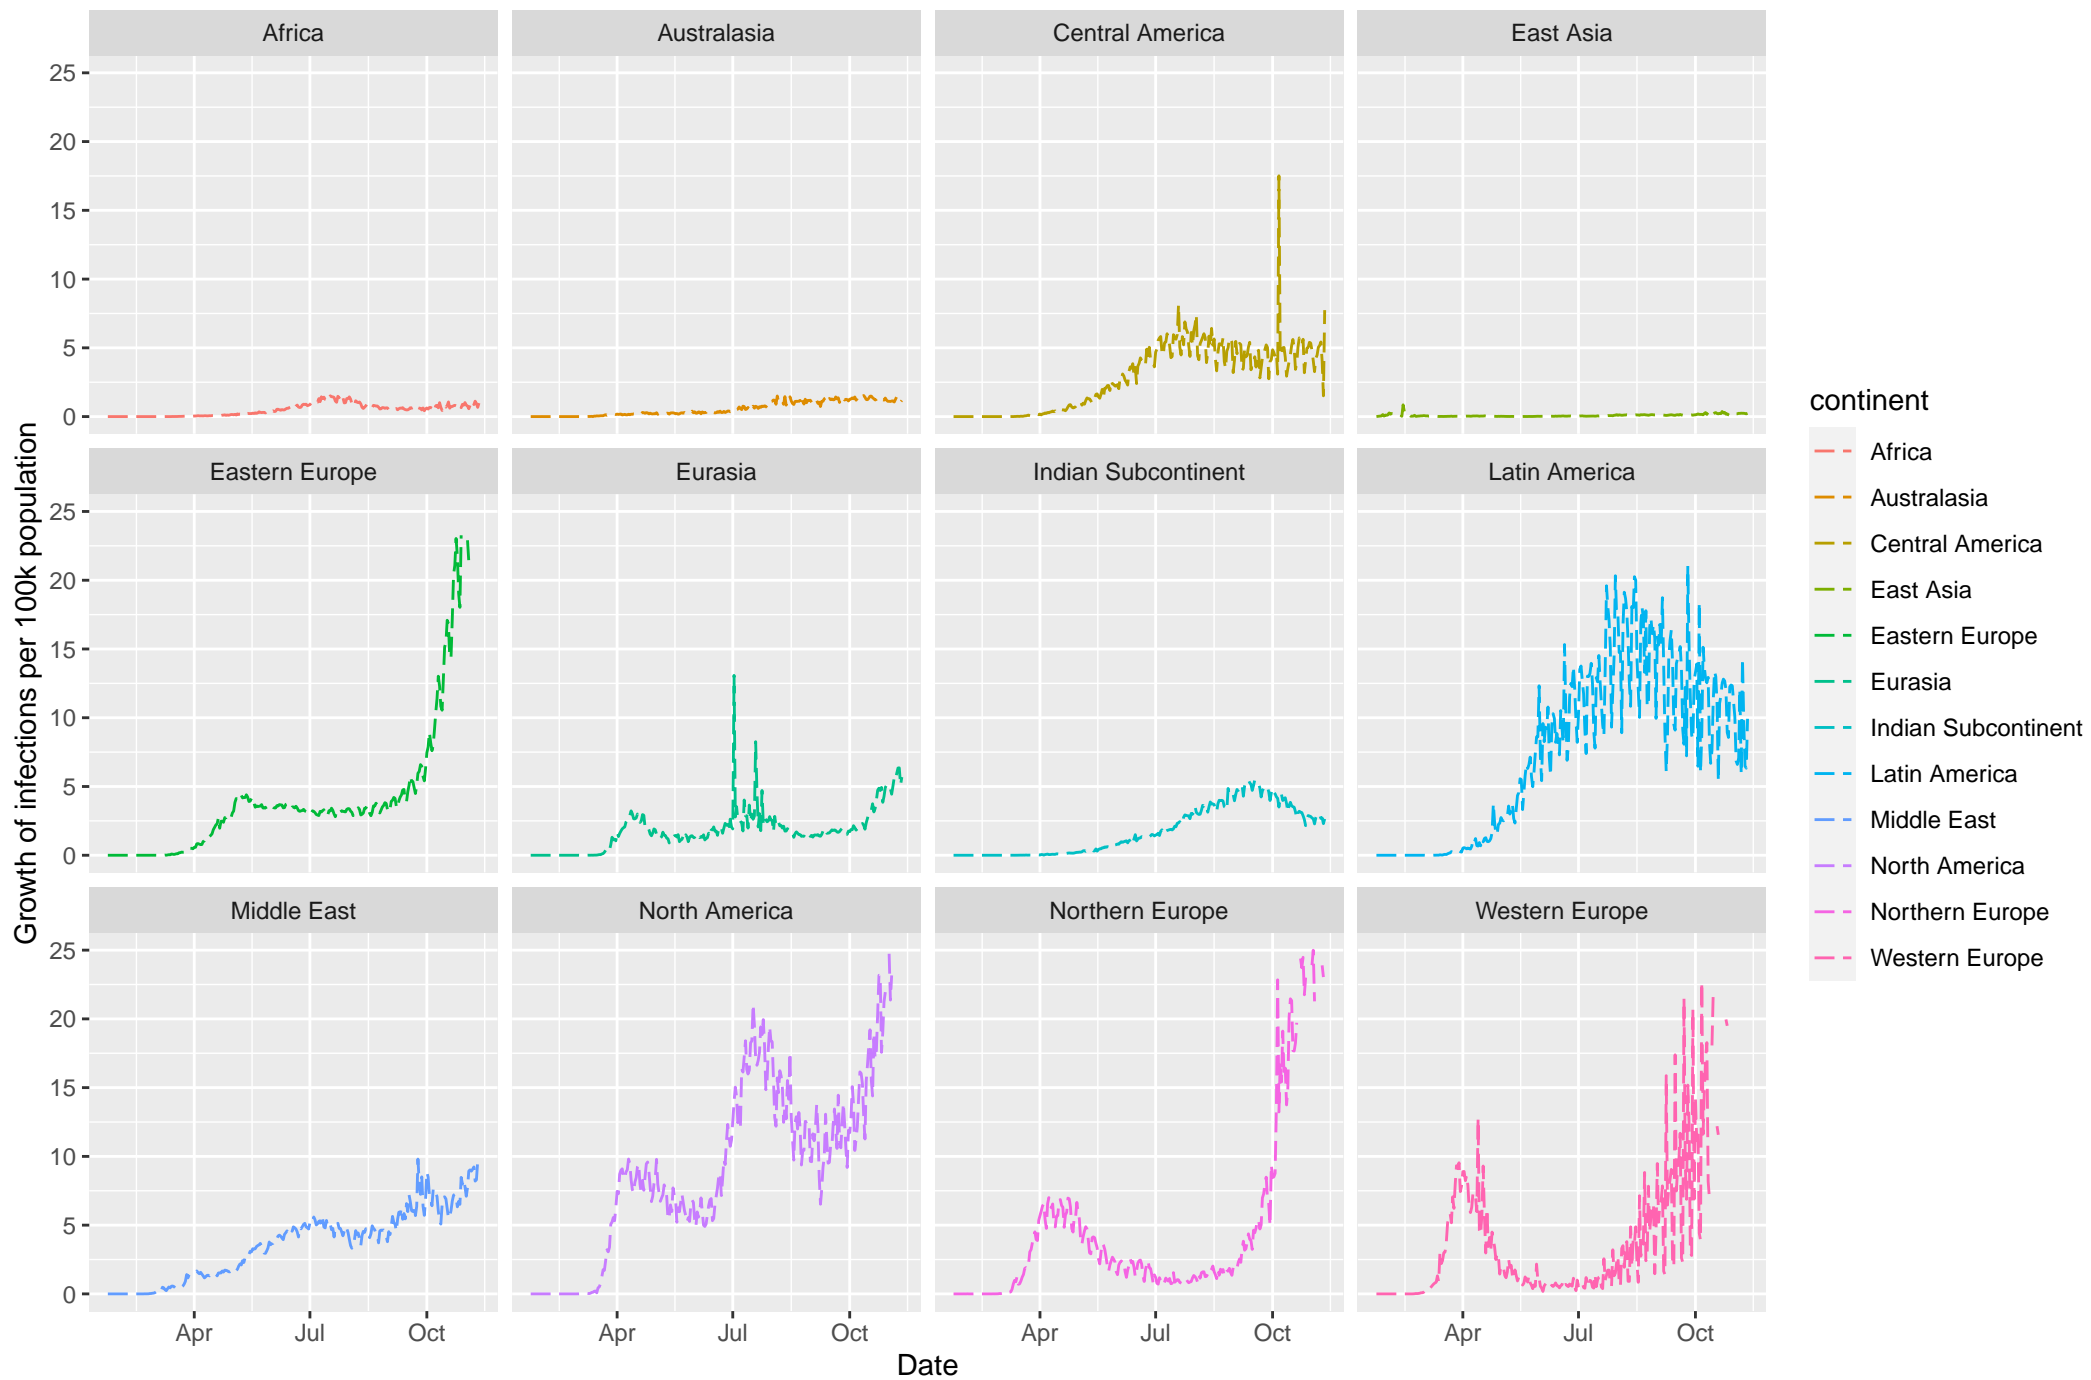 Africa
Australasia
Central America
East Asia
25
20
15
10
5
0
Eastern Europe
Eurasia
Indian Subcontinent
Latin America
25
20
15
10
5
0
Middle East
North America
Northern Europe
Western Europe
25
20
15
10
5
0
Apr Jul Oct
Apr Jul Oct
Apr Jul Oct
Apr Jul Oct
Date
Growth of infections per 100k population
continent
Africa
Australasia
Central America
East Asia
Eastern Europe
Eurasia
Indian Subcontinent
Latin America
Middle East
North America
Northern Europe
Western Europe